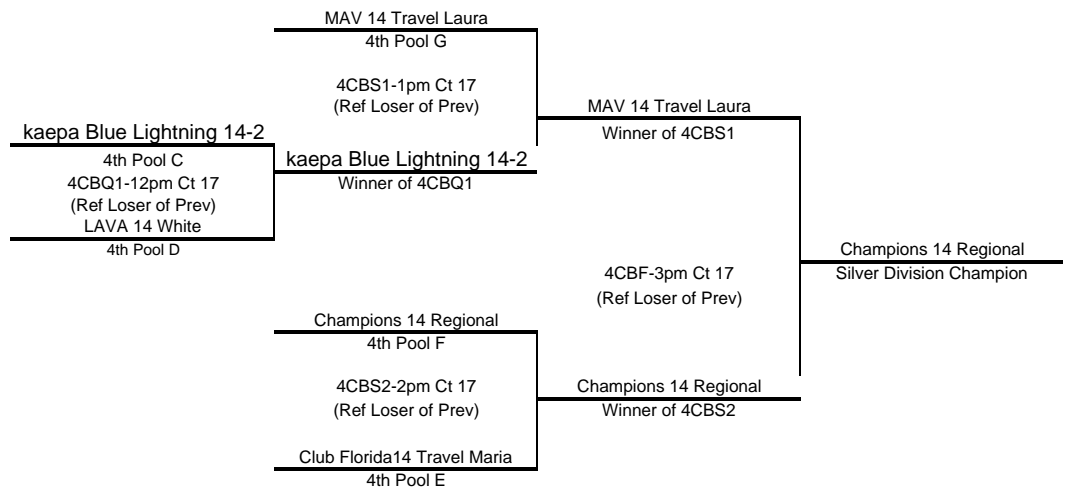 MAV 14 Travel Laura
4th Pool G
4CBS1-1pm Ct 17
(Ref Loser of Prev)
MAV 14 Travel Laura
Winner of 4CBS1
kaepa Blue Lightning 14-2
4th Pool C
4CBQ1-12pm Ct 17
(Ref Loser of Prev)
LAVA 14 White
4th Pool D
kaepa Blue Lightning 14-2
Winner of 4CBQ1
Champions 14 Regional
Silver Division Champion
4CBF-3pm Ct 17
(Ref Loser of Prev)
Champions 14 Regional
4th Pool F
4CBS2-2pm Ct 17
(Ref Loser of Prev)
Champions 14 Regional
Winner of 4CBS2
Club Florida14 Travel Maria
4th Pool E